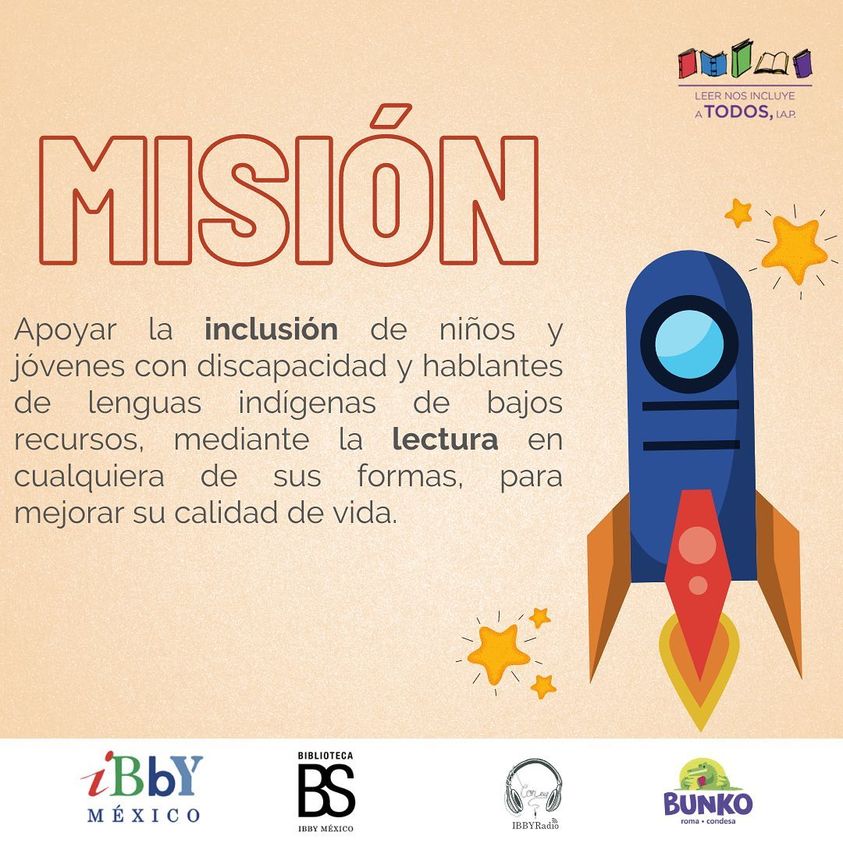 LEER NOS INCLUYE
A TODOS, I.A.P.
MISIÓN
Apoyar la inclusión de niños y
jóvenes con discapacidad y hablantes
de lenguas indígenas de bajos
recursos, mediante la lectura en
cualquiera de sus formas, para
mejorar su calidad de vida.
iBbY
MÉXICO
BIBLIOTECA
BS
IBBY MÉXICO
IBBYRadio
BUNKO
roma • condesa